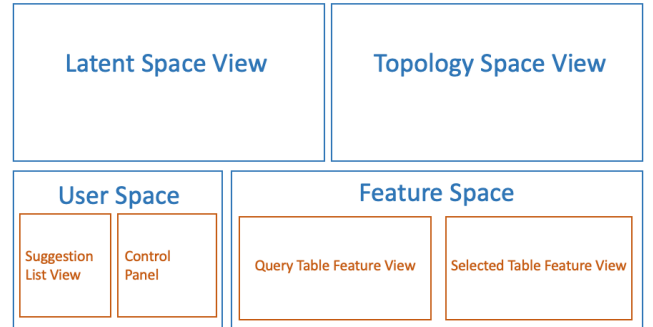 Latent Space View
Topology Space View
User Space
Feature Space
Suggestion
List View
Control
Panel
Query Table Feature View
Selected Table Feature View